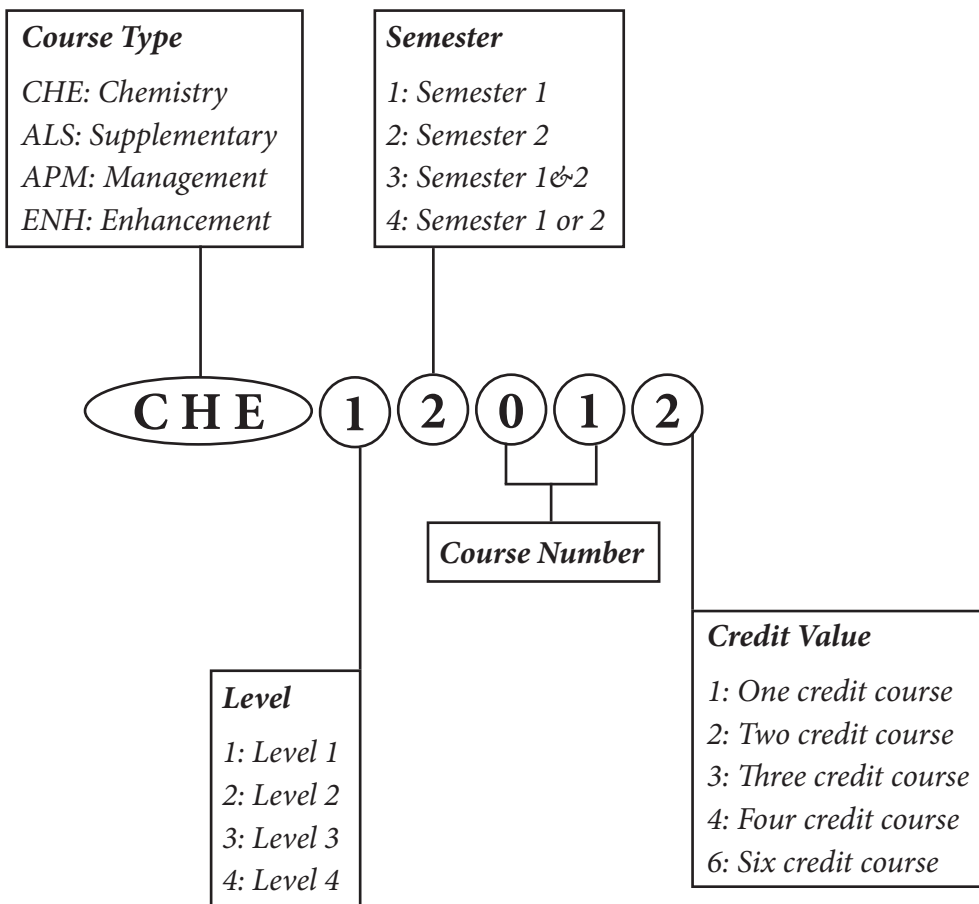 Course Type
CHE: Chemistry
ALS: Supplementary
APM: Management
ENH: Enhancement
Semester
1: Semester 1
2: Semester 2
3: Semester 1&2
4: Semester 1 or 2
C H E 1 2 0 1 2
Course Number
Level
1: Level 1
2: Level 2
3: Level 3
4: Level 4
Credit Value
1: One credit course
2: Two credit course
3: Three credit course
4: Four credit course
6: Six credit course